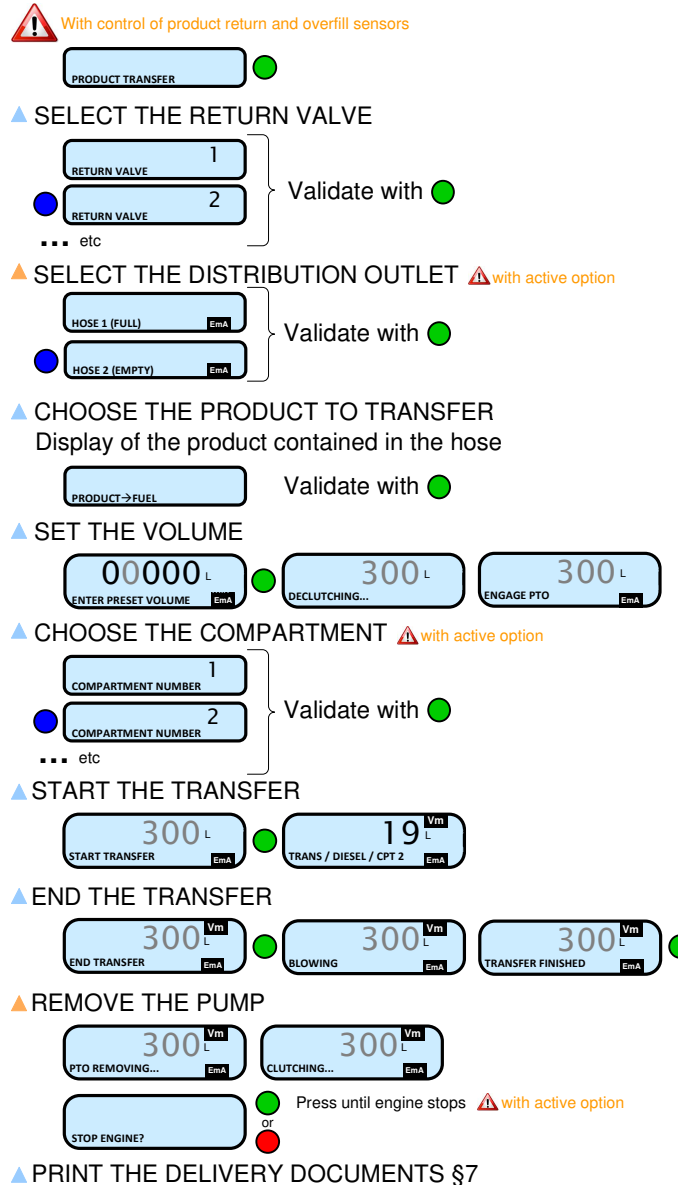 With control of product return and overfill sensors
PRODUCT TRANSFER
SELECT THE RETURN VALVE
1
RETURN VALVE
2
RETURN VALVE
Validate with
... etc
SELECT THE DISTRIBUTION OUTLET with active option
HOSE 1 (FULL) EmA
HOSE 2 (EMPTY) EmA
Validate with
CHOOSE THE PRODUCT TO TRANSFER
Display of the product contained in the hose
PRODUCT→FUEL
Validate with
SET THE VOLUME
00000 L
ENTER PRESET VOLUME EmA
300 L
DECLUTCHING...
300 L
ENGAGE PTO EmA
CHOOSE THE COMPARTMENT with active option
1
COMPARTMENT NUMBER
2
COMPARTMENT NUMBER
Validate with
... etc
START THE TRANSFER
300 L
START TRANSFER EmA
19 L Vm
TRANS / DIESEL / CPT 2 EmA
END THE TRANSFER
300 L Vm
END TRANSFER EmA
300 L Vm
BLOWING EmA
300 L Vm
TRANSFER FINISHED EmA
REMOVE THE PUMP
300 L Vm
PTO REMOVING... EmA
300 L Vm
CLUTCHING... EmA
STOP ENGINE?
or
Press until engine stops with active option
PRINT THE DELIVERY DOCUMENTS §7